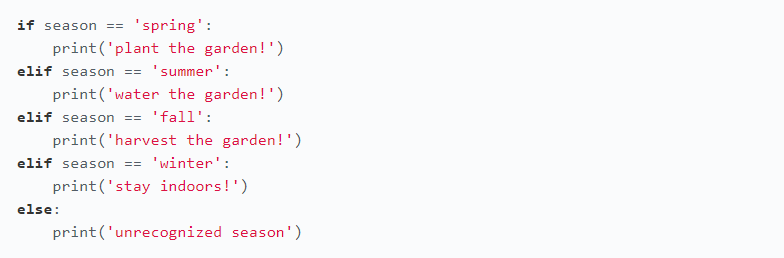 if season == 'spring':
    print('plant the garden!')
elif season == 'summer':
    print('water the garden!')
elif season == 'fall':
    print('harvest the garden!')
elif season == 'winter':
    print('stay indoors!')
else:
    print('unrecognized season')